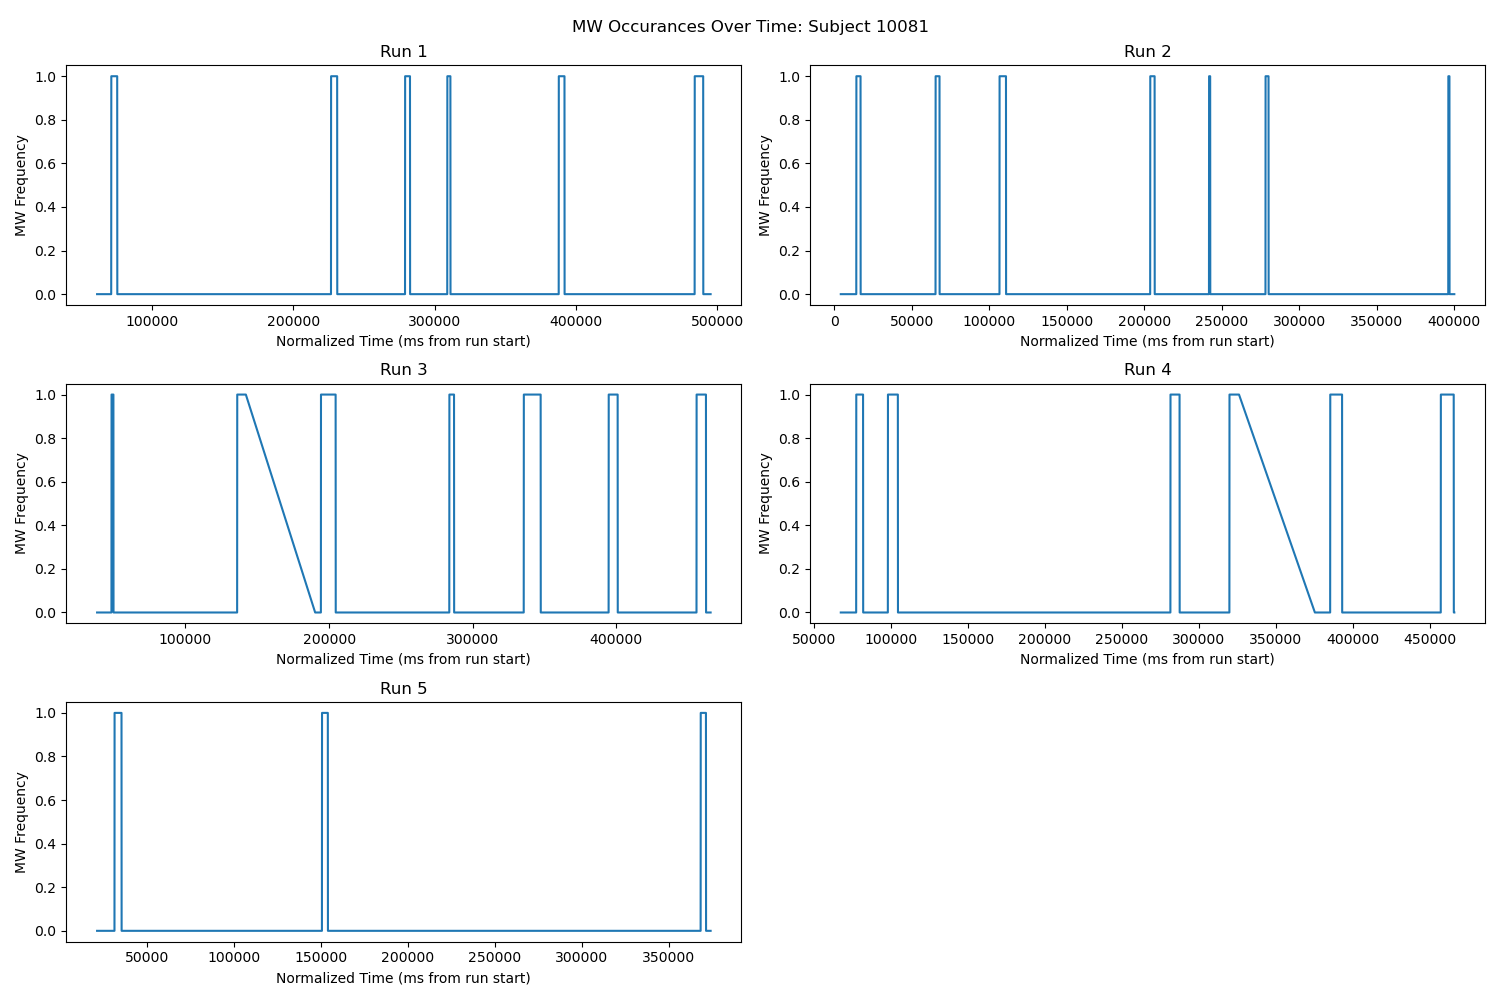 MW Occurances Over Time: Subject 10081
Run 1
1.0
0.8
0.6
0.4
0.2
0.0
MW Frequency
100000 200000 300000 400000 500000
Normalized Time (ms from run start)
Run 2
1.0
0.8
0.6
0.4
0.2
0.0
MW Frequency
0 50000 100000 150000 200000 250000 300000 350000 400000
Normalized Time (ms from run start)
Run 3
1.0
0.8
0.6
0.4
0.2
0.0
MW Frequency
100000 200000 300000 400000
Normalized Time (ms from run start)
Run 4
1.0
0.8
0.6
0.4
0.2
0.0
MW Frequency
50000 100000 150000 200000 250000 300000 350000 400000 450000
Normalized Time (ms from run start)
Run 5
1.0
0.8
0.6
0.4
0.2
0.0
MW Frequency
50000 100000 150000 200000 250000 300000 350000
Normalized Time (ms from run start)